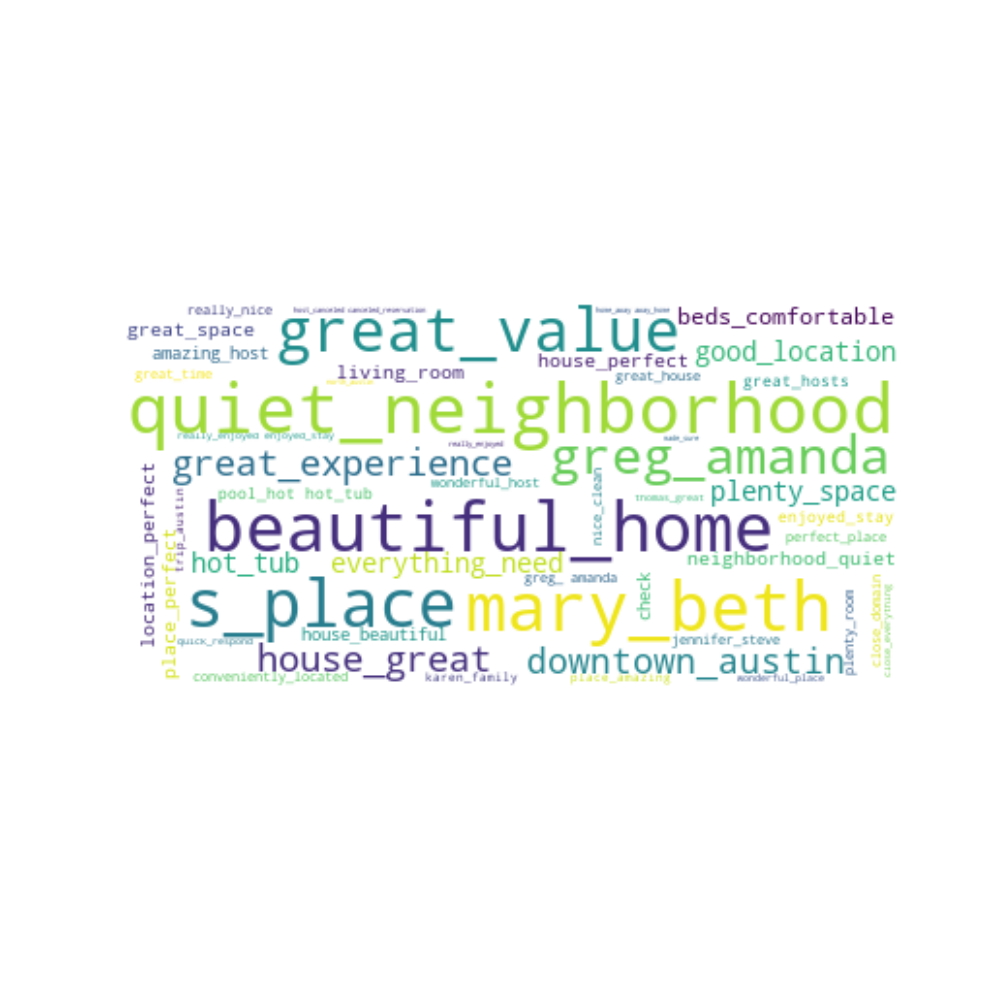 really_nice
host_canceled canceled_reservation
great_value
home_away away_home
beds_comfortable
great_space
amazing_host
house_perfect
good_location
great_time
living_room
great_house
great_hosts
quiet_neighborhood
really_enjoyed enjoyed_stay
really_enjoyed
made_sure
great_experience
greg_amanda
wonderful_host
pool_hot hot_tub
nice_clean
thomas_great
plenty_space
location_perfect
trip_austin
beautiful_home
enjoyed_stay
perfect_place
place_perfect
hot_tub
everything_need
neighborhood_quiet
greg_ amanda
check
s_place
mary_beth
close_domain
close_everything
plenty_room
quick_respond
house_beautiful
jennifer_steve
house_great
downtown_austin
conveniently_located
karen_family
place_amazing
wonderful_place